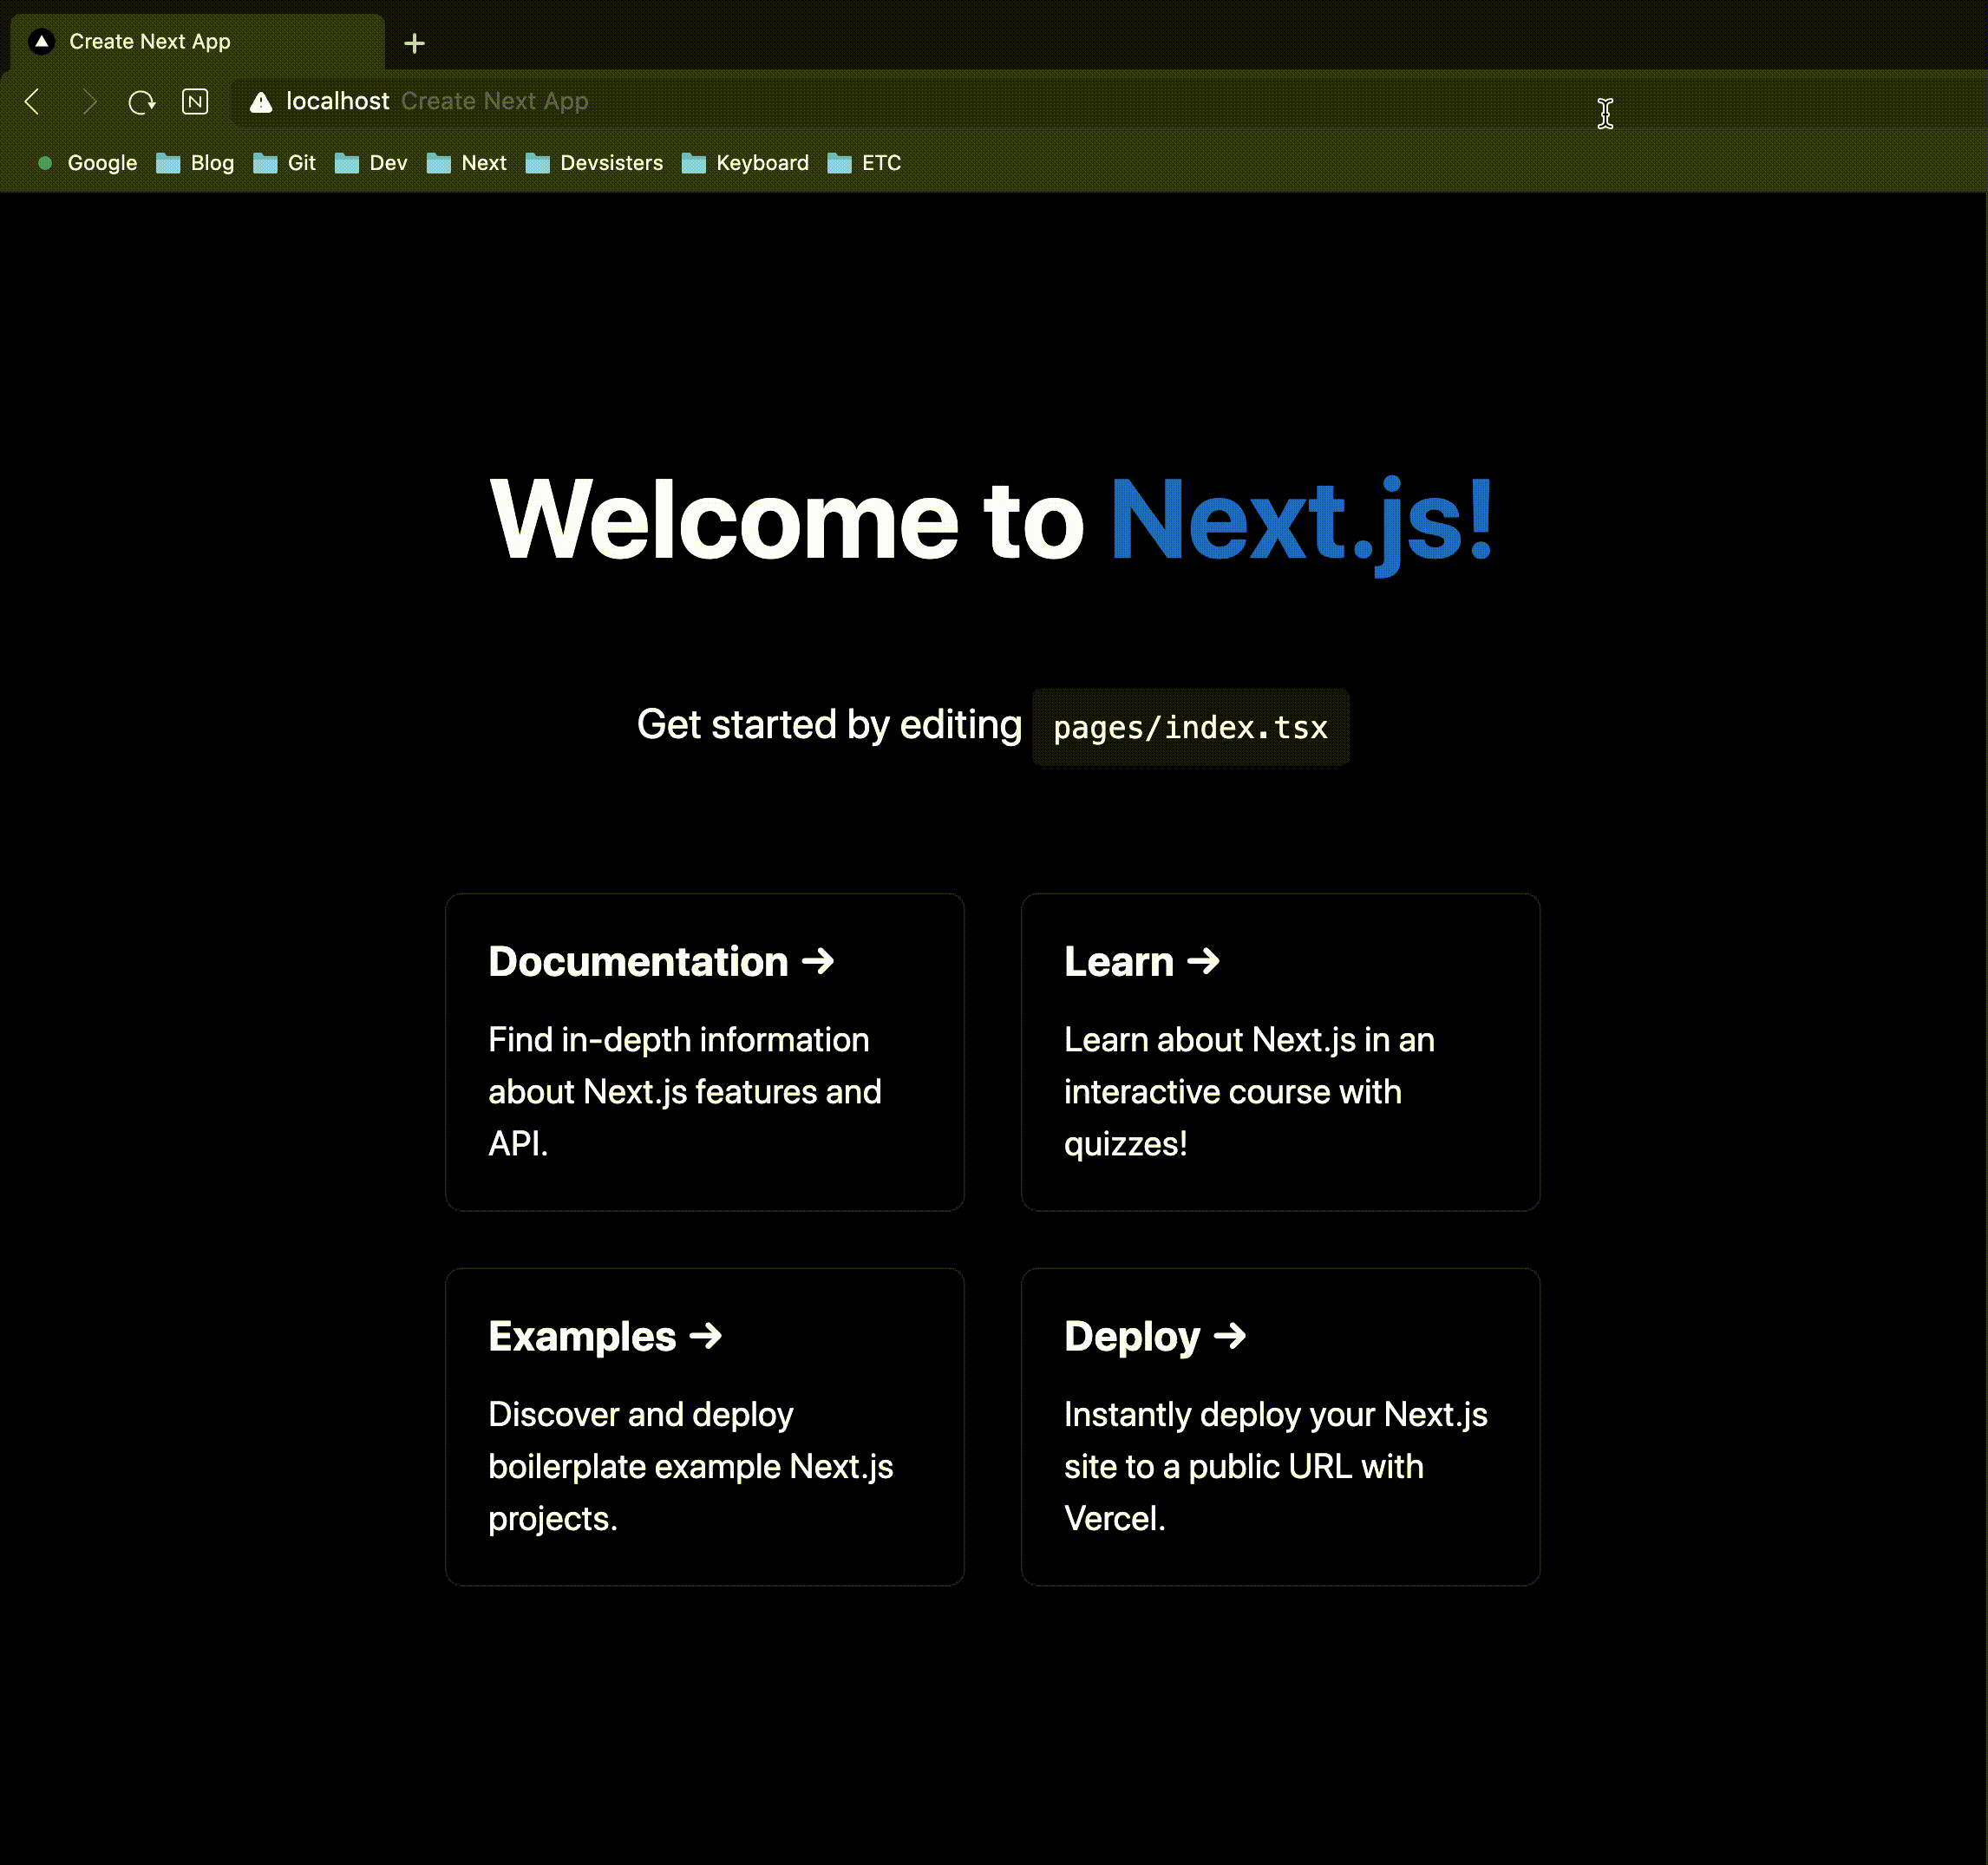 Create Next App
localhost Create Next App
Google Blog Git Dev Next Devsisters Keyboard ETC
Welcome to Next.js!
Get started by editing pages/index.tsx
Documentation →
Find in-depth information
about Next.js features and
API.
Learn →
Learn about Next.js in an
interactive course with
quizzes!
Examples →
Discover and deploy
boilerplate example Next.js
projects.
Deploy →
Instantly deploy your Next.js
site to a public URL with
Vercel.